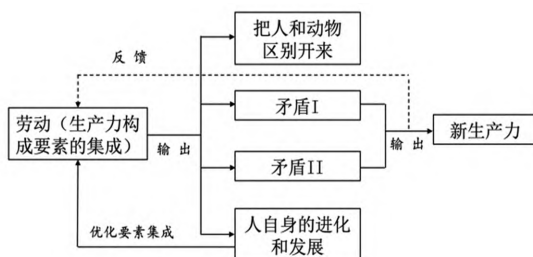 把人和动物
区别开来
反馈
劳动（生产力构
成要素的集成）
输出
矛盾I
矛盾II
输出
新生产力
优化要素集成
人自身的进化
和发展